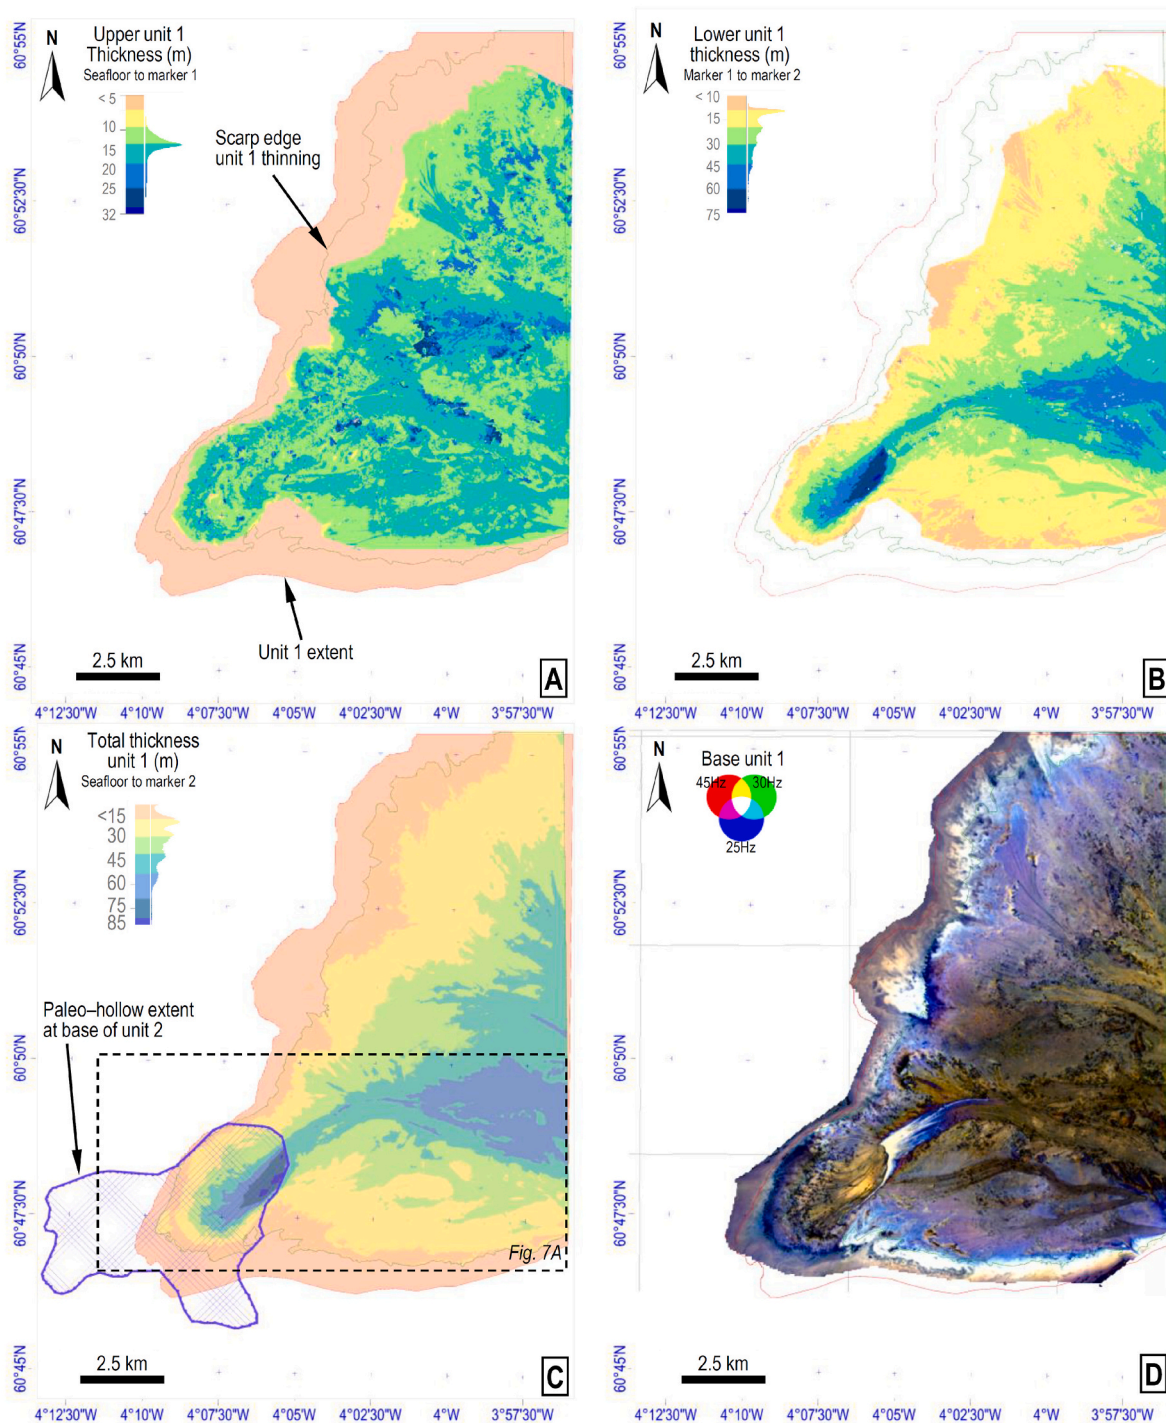 Upper unit 1
Thickness (m)
Seafloor to marker 1
N
< 5
10
15
20
25
32
Scarp edge
unit 1 thinning
Unit 1 extent
2.5 km
A
60°55'N
60°52'30"N
60°50'N
60°47'30"N
60°45'N
4°12'30"W
4°10'W
4°07'30"W
4°05'W
4°02'30"W
4°W
3°57'30"W
Lower unit 1
thickness (m)
Marker 1 to marker 2
N
< 10
15
30
45
60
75
2.5 km
B
60°55'N
60°52'30"N
60°50'N
60°47'30"N
60°45'N
4°12'30"W
4°10'W
4°07'30"W
4°05'W
4°02'30"W
4°W
3°57'30"W
Total thickness
unit 1 (m)
Seafloor to marker 2
N
<15
30
45
60
75
85
Paleo–hollow extent
at base of unit 2
Fig. 7A
2.5 km
C
60°55'N
60°52'30"N
60°50'N
60°47'30"N
60°45'N
4°12'30"W
4°10'W
4°07'30"W
4°05'W
4°02'30"W
4°W
3°57'30"W
Base unit 1
N
45Hz
30Hz
25Hz
2.5 km
D
60°55'N
60°52'30"N
60°50'N
60°47'30"N
60°45'N
4°12'30"W
4°10'W
4°07'30"W
4°05'W
4°02'30"W
4°W
3°57'30"W